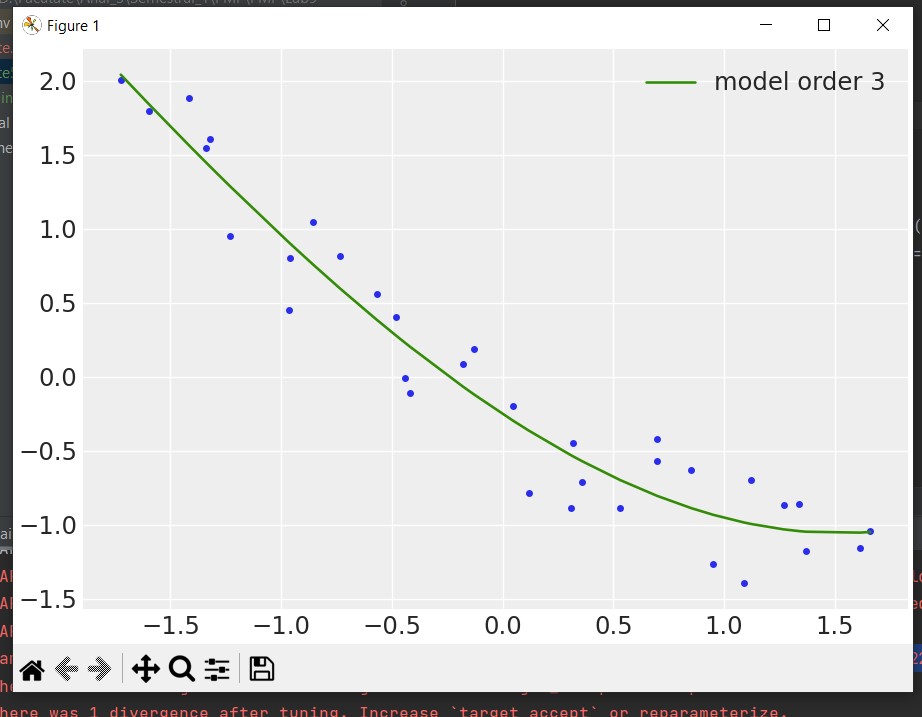 Figure 1
model order 3
2.0
1.5
1.0
0.5
0.0
−0.5
−1.0
−1.5
−1.5 −1.0 −0.5 0.0 0.5 1.0 1.5
here was 1 divergence after tuning. Increase `target_accept` or reparameterize.